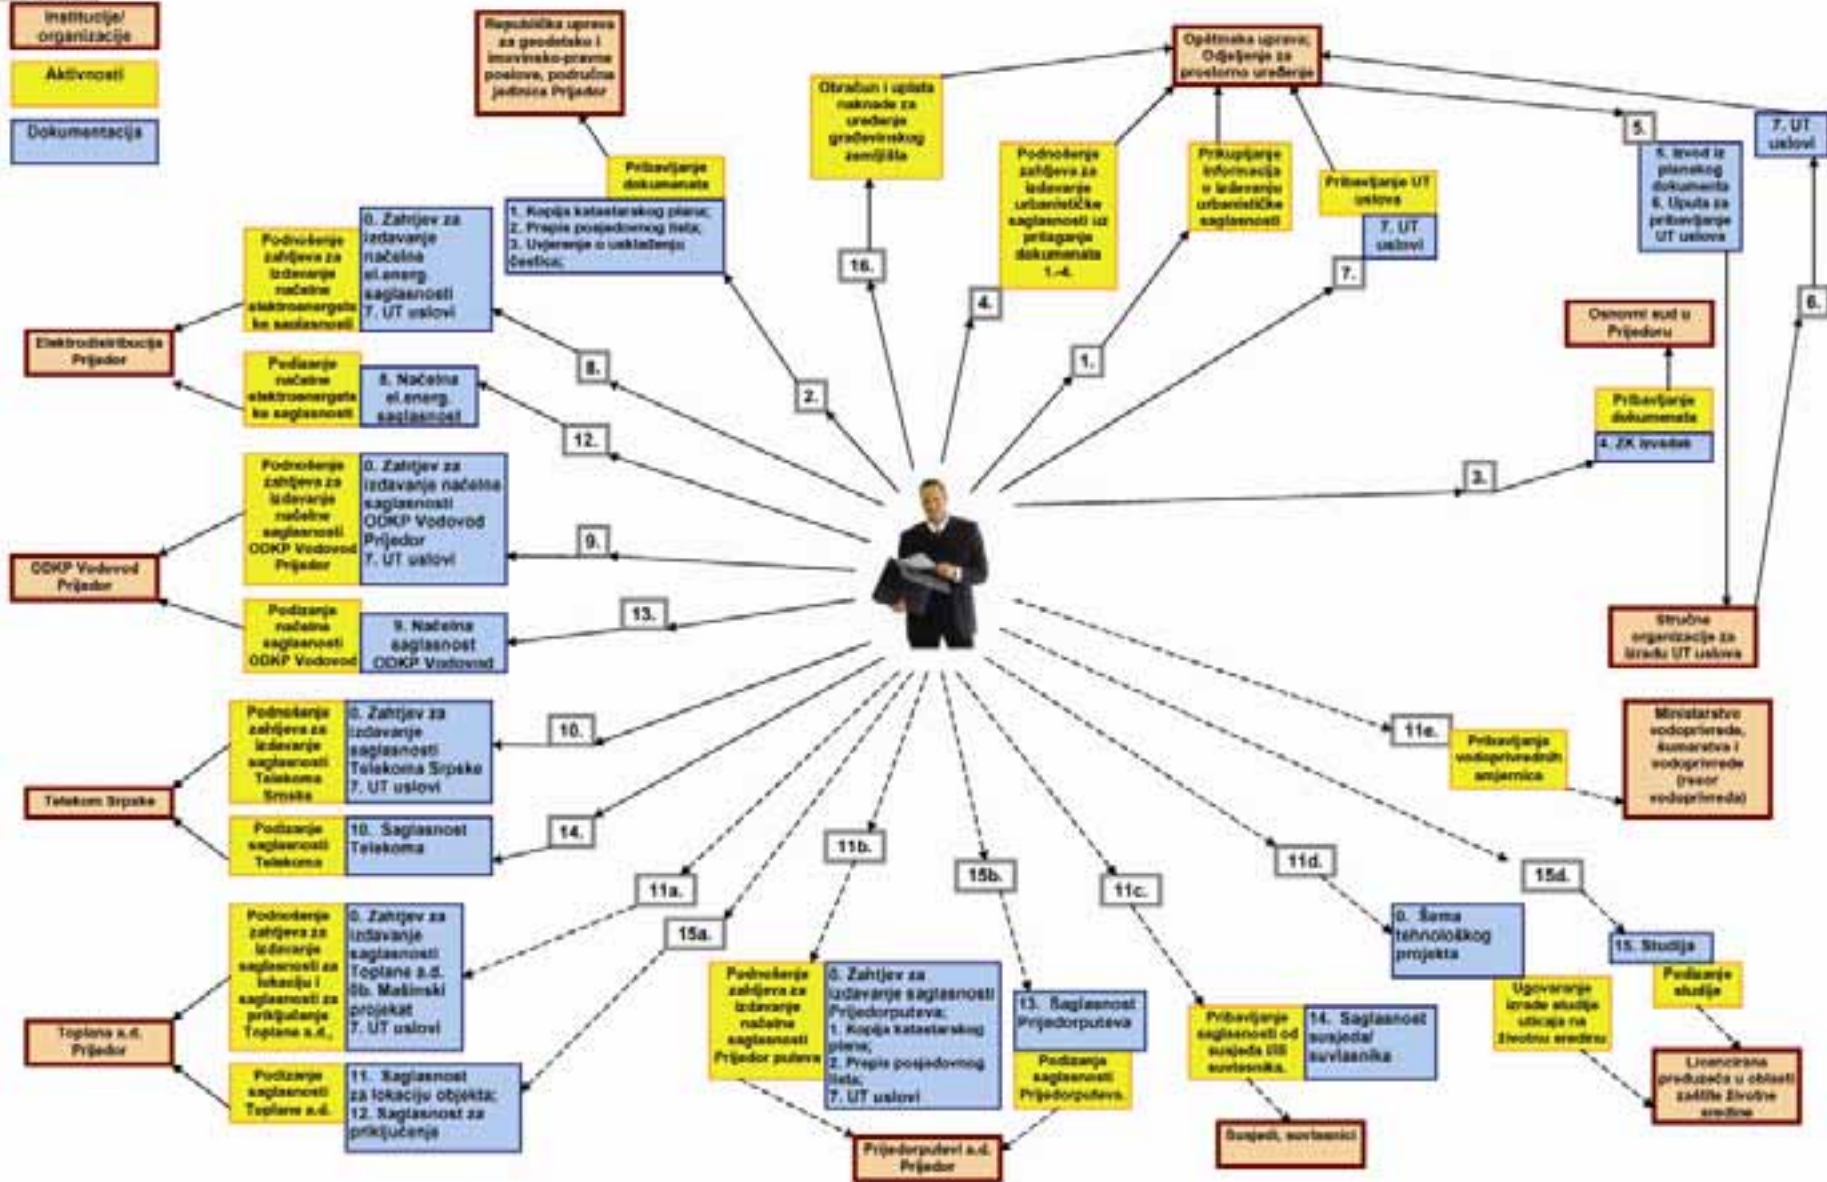 Institucije/
organizacije
Aktivnosti
Dokumentacija
Republička uprava
za geodetsko i
imovinsko-pravne
poslove, područna
jedinica Prijedor
Pribavljanje
dokumenata
1. Kopija katastarskog plana;
2. Prepis posjedovnog lista;
3. Uvjerenje o usklađenju
čestica;
2.
Obračun i uplata
naknade za
uređenje
građevinskog
zemljišta
16.
Opštinska uprava;
Odjeljenje za
prostorno uređenje
Podnošenje
zahtjeva za
izdavanje
urbanističke
saglasnosti uz
prilaganje
dokumenata
1.-4.
4.
Prikupljanje
informacija
o izdavanju
urbanističke
saglasnosti
1.
Pribavljanje UT
uslova
7. UT
uslovi
7.
5.
5. Izvod iz
planskog
dokumenta
6. Uputa za
pribavljanje
UT uslova
7. UT
uslovi
6.
Osnovni sud u
Prijedoru
Pribavljanje
dokumenata
4. ZK izvadak
3.
Stručne
organizacije za
izradu UT uslova
Elektrodistribucija
Prijedor
Podnošenje
zahtjeva za
izdavanje
načelne
elektroenergets
ke saglasnosti
0. Zahtjev za
izdavanje
načelne
el.energ.
saglasnosti
7. UT uslovi
8.
Podizanje
načelne
elektroenergets
ke saglasnosti
8. Načelna
el.energ.
saglasnost
12.
ODKP Vodovod
Prijedor
Podnošenje
zahtjeva za
izdavanje
načelne
saglasnosti
ODKP Vodovod
Prijedor
0. Zahtjev za
izdavanje načelne
saglasnosti
ODKP Vodovod
Prijedor
7. UT uslovi
9.
Podizanje
načelne
saglasnosti
ODKP Vodovod
9. Načelna
saglasnost
ODKP Vodovod
13.
Telekom Srpske
Podnošenje
zahtjeva za
izdavanje
saglasnosti
Telekoma
Srpske
0. Zahtjev za
izdavanje
saglasnosti
Telekoma Srpske
7. UT uslovi
10.
Podizanje
saglasnosti
Telekoma
10. Saglasnost
Telekoma
14.
Toplana a.d.
Prijedor
Podnošenje
zahtjeva za
izdavanje
saglasnosti za
lokaciju i
saglasnosti za
priključenje
Toplane a.d.,
0. Zahtjev za
izdavanje
saglasnosti
Toplane a.d.
0b. Mašinski
projekat
7. UT uslovi
11a.
Podizanje
saglasnosti
Toplane a.d.
11. Saglasnost
za lokaciju objekta;
12. Saglasnost za
priključenje
15a.
11b.
Podnošenje
zahtjeva za
izdavanje
načelne
saglasnosti
Prijedor puteva
0. Zahtjev za
izdavanje saglasnosti
Prijedorputeva;
1. Kopija katastarskog
plana;
2. Prepis posjedovnog
lista;
7. UT uslovi
15b.
13. Saglasnost
Prijedorputeva
Podizanje
saglasnosti
Prijedorputeva.
Prijedorputevi a.d.
Prijedor
11c.
Pribavljanje
saglasnosti od
susjeda i/ili
suvlasnika.
14. Saglasnost
susjeda/
suvlasnika
Susjedi, suvlasnici
11d.
0. Šema
tehnološkog
projekta
Ugovaranje
izrade studije
uticaja na
životnu sredinu
15d.
15. Studija
Podizanje
studije
Licencirana
preduzeća u oblasti
zaštite životne
sredine
11e.
Pribavljanje
vodoprivrednih
smjernica
Ministarstvo
vodoprivrede,
šumarstva i
vodoprivrede
(resor
vodoprivreda)